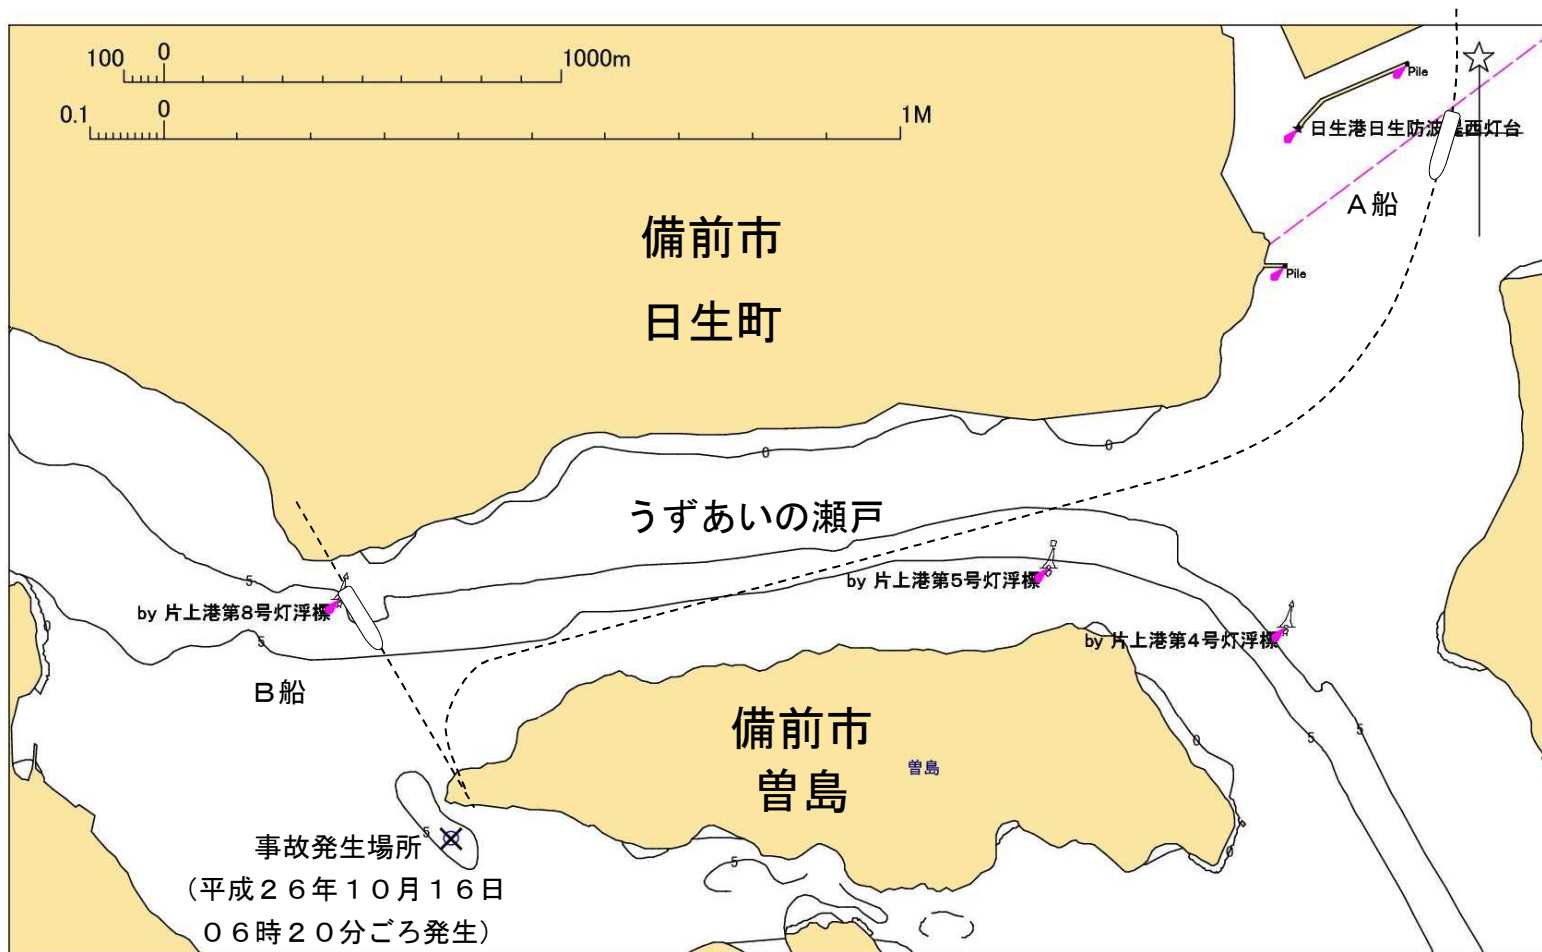 100 0 1000m
0.1 0 1M
Pile
日生港日生防波堤西灯台
A船
備前市
日生町
Pile
0
0
うずあいの瀬戸
by 片上港第5号灯浮標
5
by 片上港第8号灯浮標
0
5
by 片上港第4号灯浮標
B船
備前市
曽島
曽島
0
5
5
5
事故発生場所
(平成26年10月16日
06時20分ごろ発生)
5
0